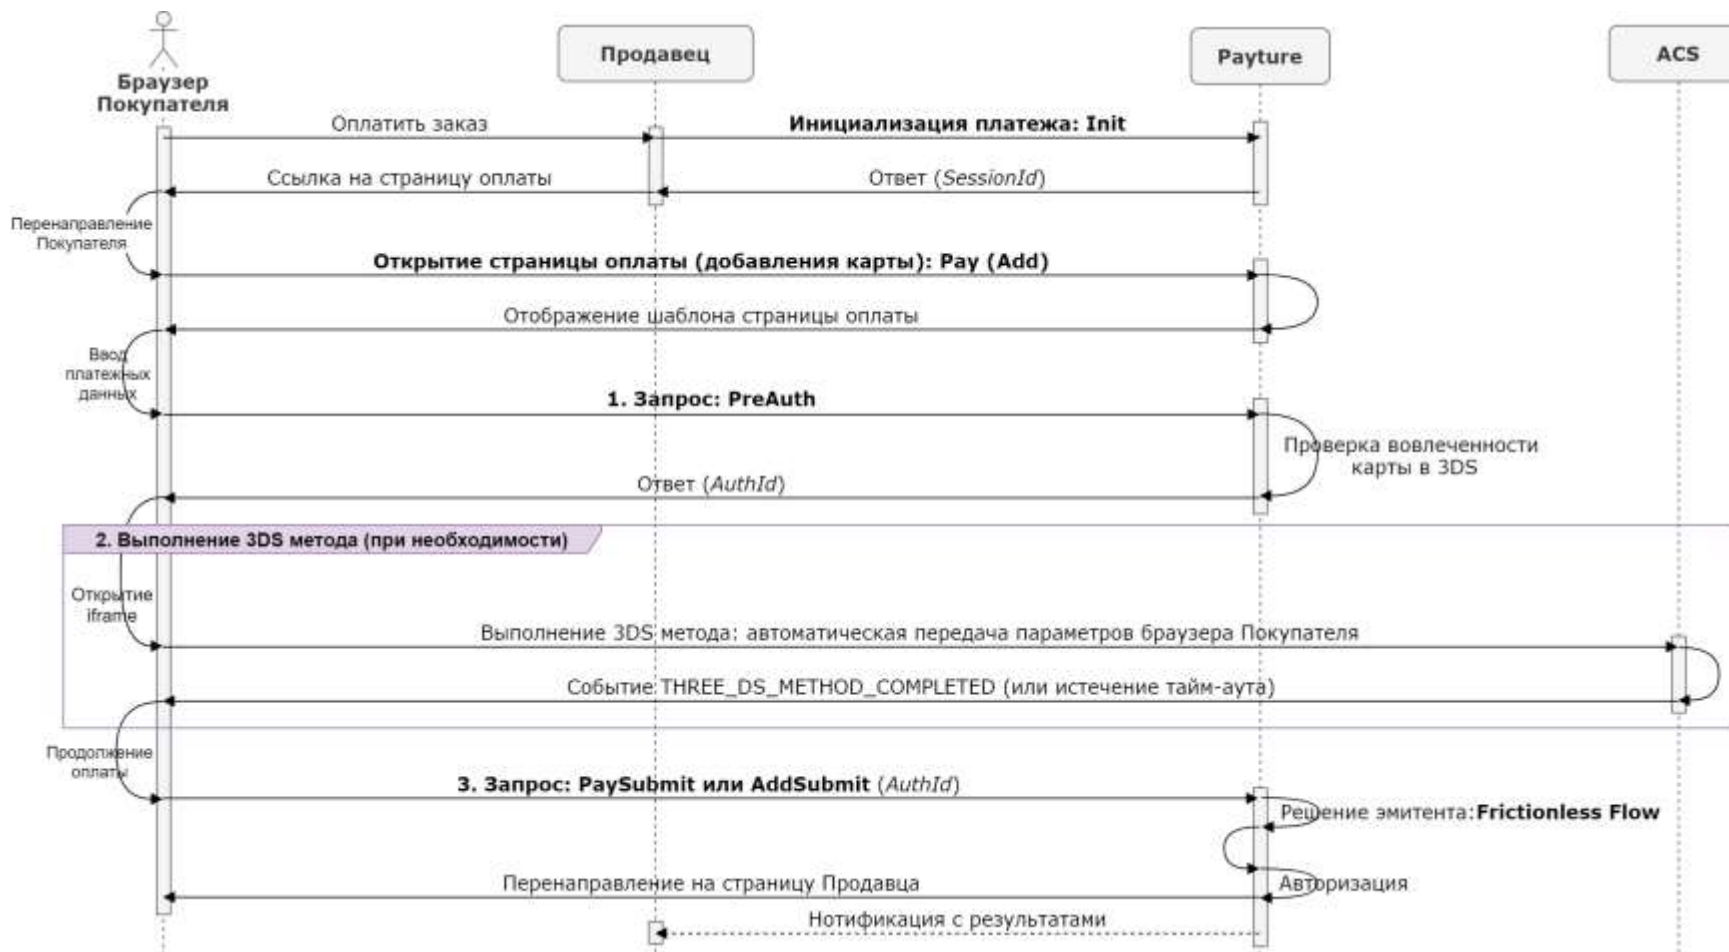 Браузер
Покупателя
Продавец
Payture
ACS
Оплатить заказ
Инициализация платежа: Init
Ссылка на страницу оплаты
Ответ (SessionId)
Перенаправление
Покупателя
Открытие страницы оплаты (добавления карты): Pay (Add)
Отображение шаблона страницы оплаты
Ввод
платежных
данных
1. Запрос: PreAuth
Проверка вовлеченности
карты в 3DS
Ответ (AuthId)
2. Выполнение 3DS метода (при необходимости)
Открытие
iframe
Выполнение 3DS метода: автоматическая передача параметров браузера Покупателя
Событие THREE_DS_METHOD_COMPLETED (или истечение тайм-аута)
Продолжение
оплаты
3. Запрос: PaySubmit или AddSubmit (AuthId)
Решение эмитента:Frictionless Flow
Перенаправление на страницу Продавца
Авторизация
Нотификация с результатами